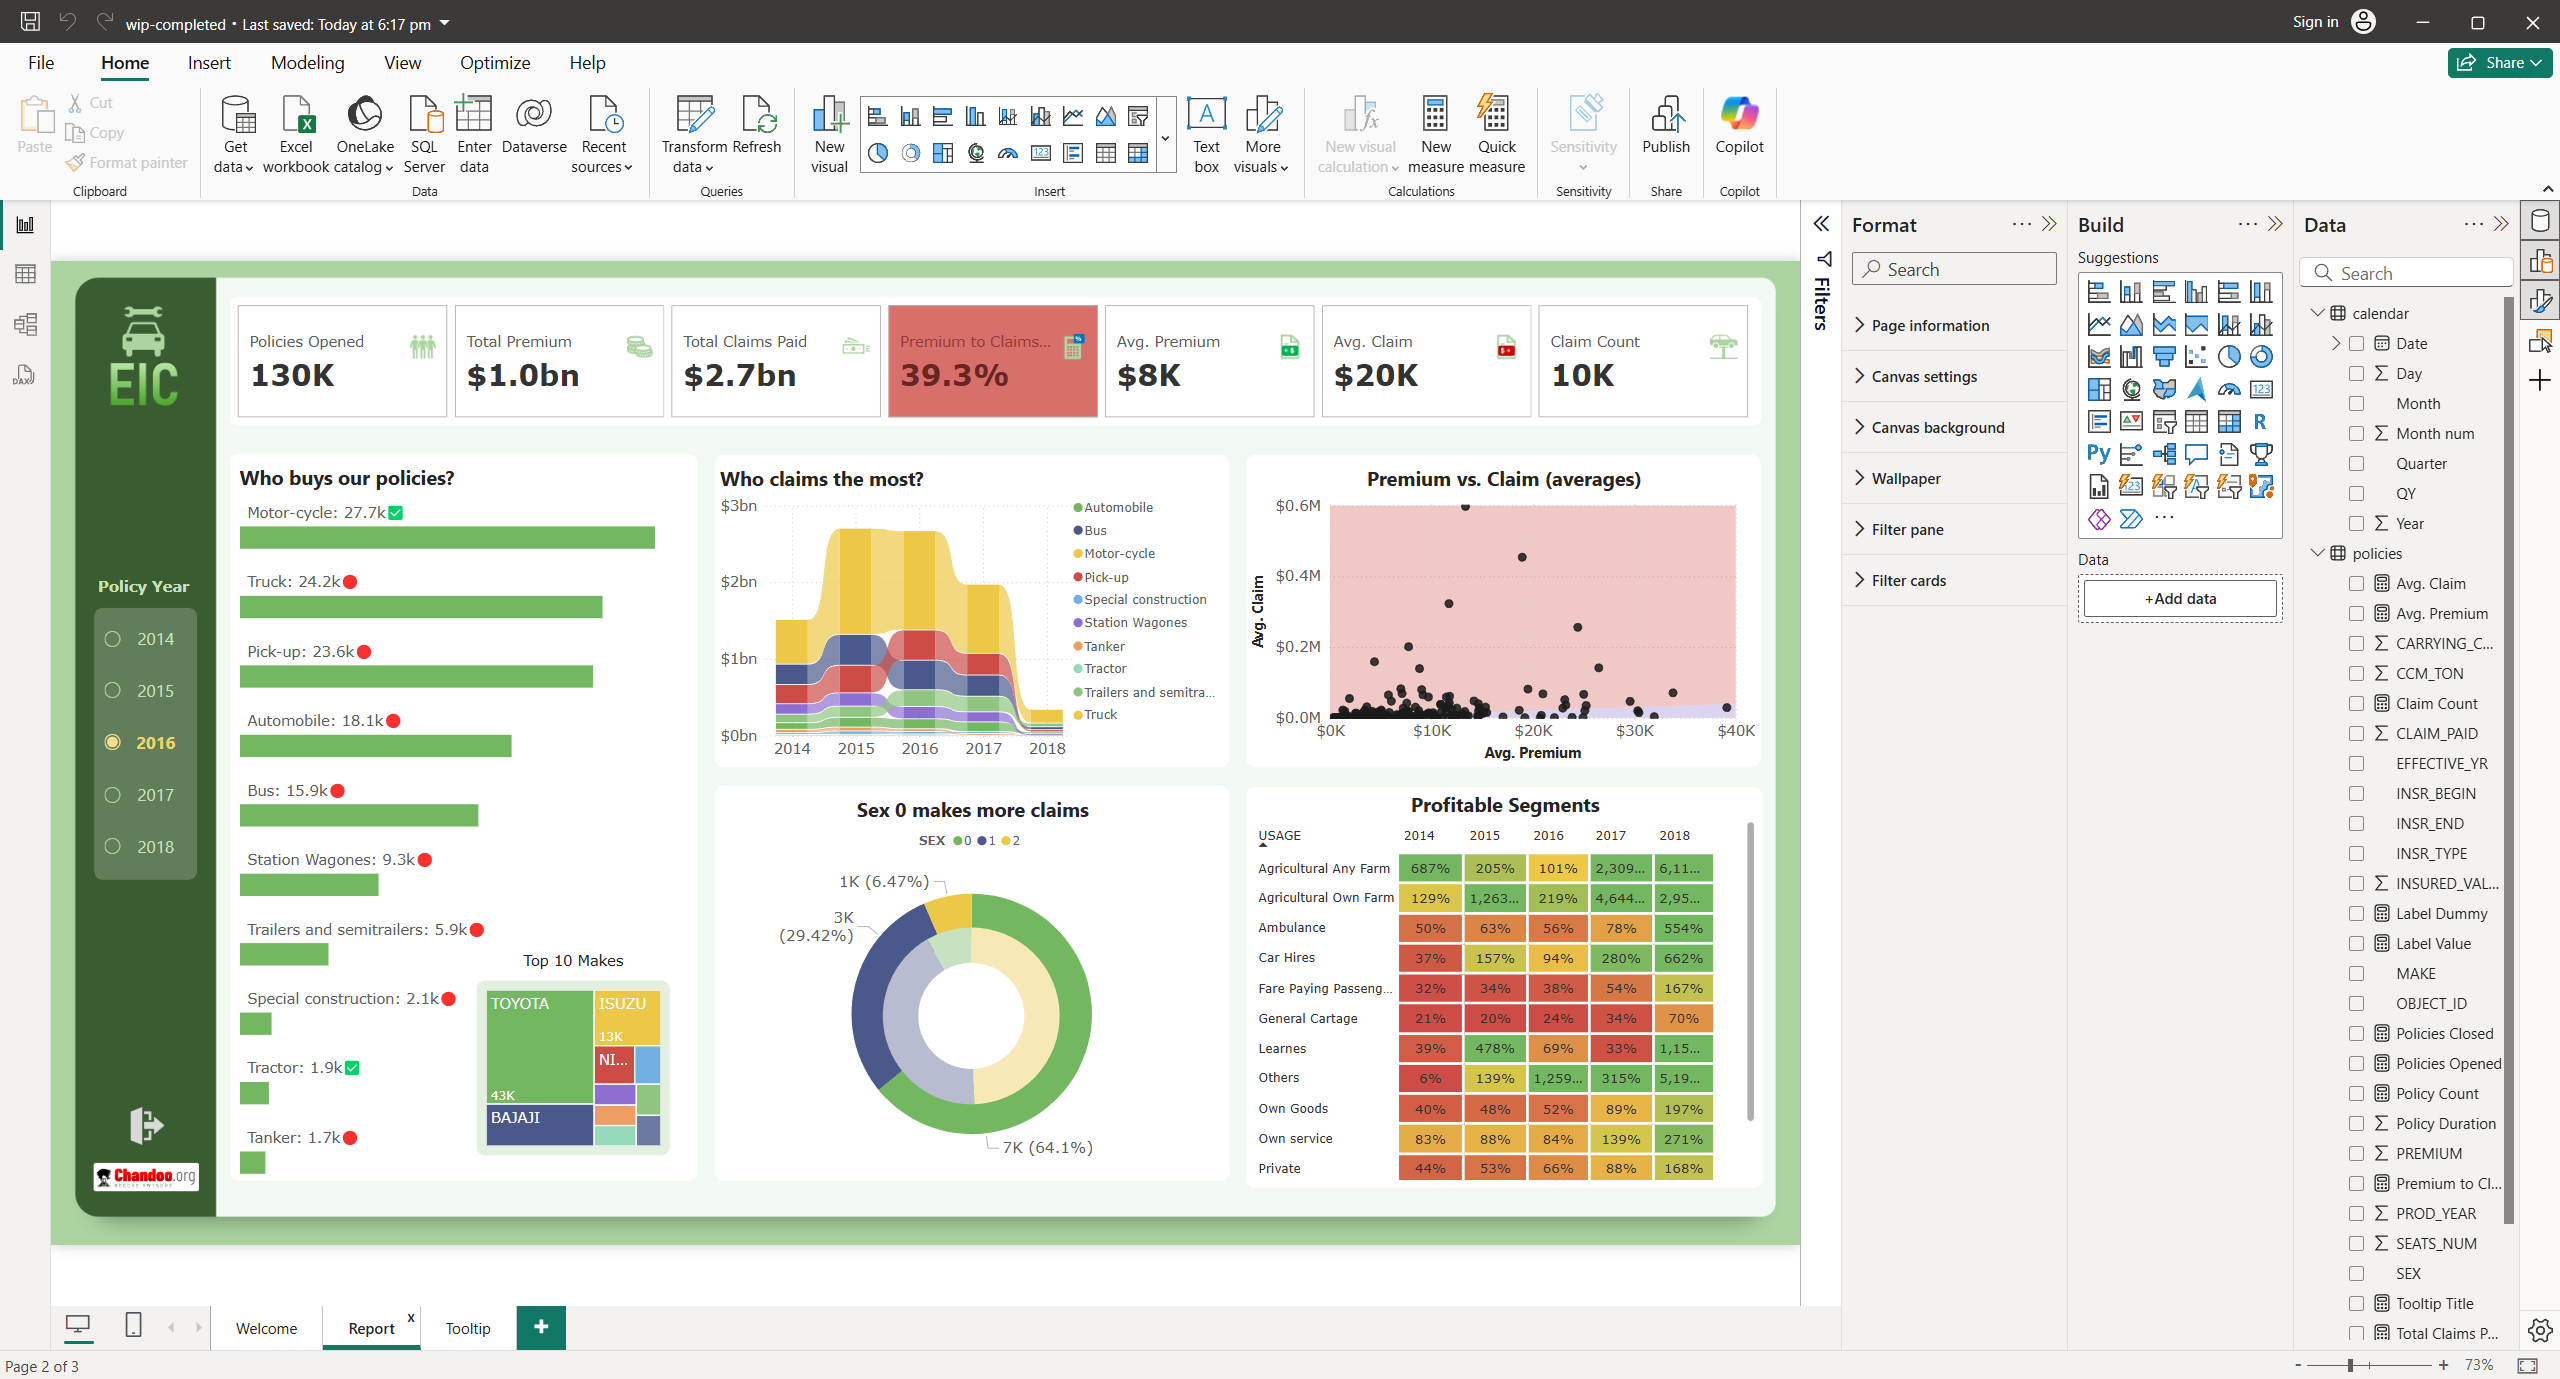 wip-completed • Last saved: Today at 6:17 pm
Sign in
File Home Insert Modeling View Optimize Help
Share
Paste
Cut
Copy
Format painter
Clipboard
Get data
Excel workbook
OneLake catalog
SQL Server
Enter data
Dataverse
Recent sources
Data
Transform data
Refresh
Queries
New visual
Text box
More visuals
Insert
New visual calculation
New measure
Quick measure
Calculations
Sensitivity
Sensitivity
Publish
Share
Copilot
Copilot
EIC
Policy Year
2014
2015
2016
2017
2018
Chandoo.org
Policies Opened
130K
Total Premium
$1.0bn
Total Claims Paid
$2.7bn
Premium to Claims...
39.3%
Avg. Premium
$8K
Avg. Claim
$20K
Claim Count
10K
Who buys our policies?
Motor-cycle: 27.7k
Truck: 24.2k
Pick-up: 23.6k
Automobile: 18.1k
Bus: 15.9k
Station Wagones: 9.3k
Trailers and semitrailers: 5.9k
Special construction: 2.1k
Tractor: 1.9k
Tanker: 1.7k
Top 10 Makes
TOYOTA
43K
ISUZU
13K
NI...
BAJAJI
Who claims the most?
$3bn
$2bn
$1bn
$0bn
2014 2015 2016 2017 2018
Automobile
Bus
Motor-cycle
Pick-up
Special construction
Station Wagones
Tanker
Tractor
Trailers and semitra...
Truck
Premium vs. Claim (averages)
Avg. Claim
$0.6M
$0.4M
$0.2M
$0.0M
$0K $10K $20K $30K $40K
Avg. Premium
Sex 0 makes more claims
SEX 0 1 2
1K (6.47%)
3K
(29.42%)
7K (64.1%)
Profitable Segments
USAGE 2014 2015 2016 2017 2018
Agricultural Any Farm 687% 205% 101% 2,309... 6,11...
Agricultural Own Farm 129% 1,263... 219% 4,644... 2,95...
Ambulance 50% 63% 56% 78% 554%
Car Hires 37% 157% 94% 280% 662%
Fare Paying Passeng... 32% 34% 38% 54% 167%
General Cartage 21% 20% 24% 34% 70%
Learnes 39% 478% 69% 33% 1,15...
Others 6% 139% 1,259... 315% 5,19...
Own Goods 40% 48% 52% 89% 197%
Own service 83% 88% 84% 139% 271%
Private 44% 53% 66% 88% 168%
Filters
Format
Search
Page information
Canvas settings
Canvas background
Wallpaper
Filter pane
Filter cards
Build
Suggestions
R
Py
Data
+Add data
Data
Search
calendar
Date
Day
Month
Month num
Quarter
QY
Year
policies
Avg. Claim
Avg. Premium
CARRYING_C...
CCM_TON
Claim Count
CLAIM_PAID
EFFECTIVE_YR
INSR_BEGIN
INSR_END
INSR_TYPE
INSURED_VAL...
Label Dummy
Label Value
MAKE
OBJECT_ID
Policies Closed
Policies Opened
Policy Count
Policy Duration
PREMIUM
Premium to Cl...
PROD_YEAR
SEATS_NUM
SEX
Tooltip Title
Total Claims P...
Welcome Report x Tooltip +
Page 2 of 3
- + 73%